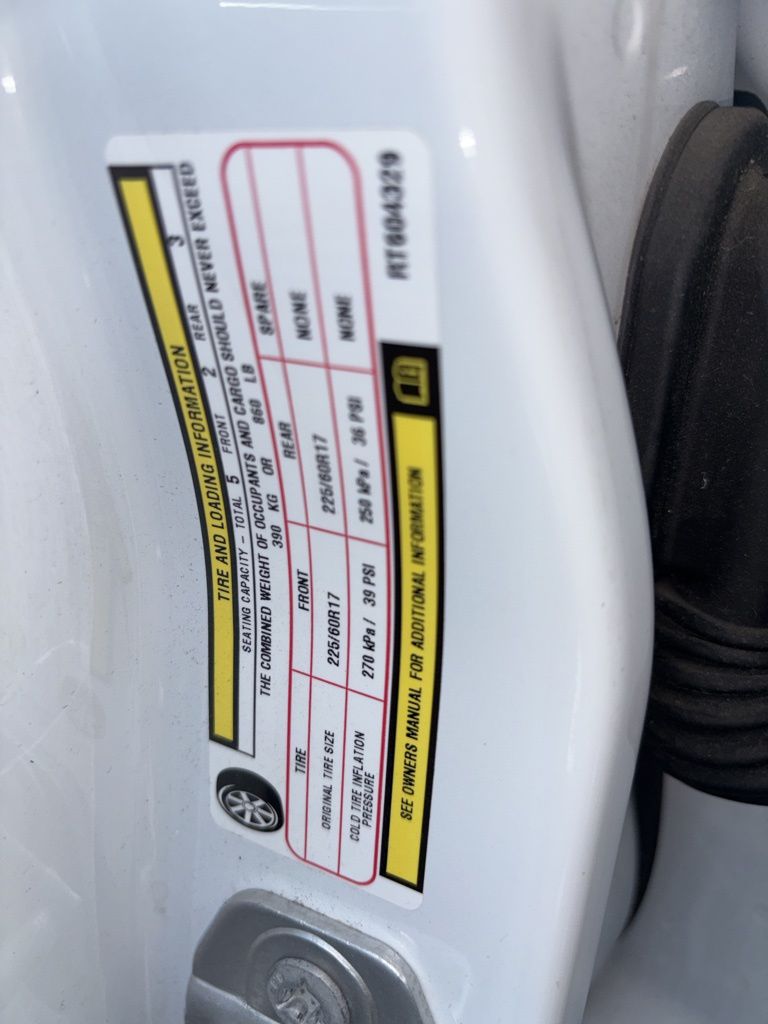 TIRE AND LOADING INFORMATION
SEATING CAPACITY – TOTAL 5 FRONT 2 REAR 3
THE COMBINED WEIGHT OF OCCUPANTS AND CARGO SHOULD NEVER EXCEED
390 KG OR 860 LB
TIRE FRONT REAR SPARE
ORIGINAL TIRE SIZE 225/60R17 225/60R17 NONE
COLD TIRE INFLATION PRESSURE 270 kPa / 39 PSI 250 kPa / 36 PSI NONE
SEE OWNERS MANUAL FOR ADDITIONAL INFORMATION
RT604329